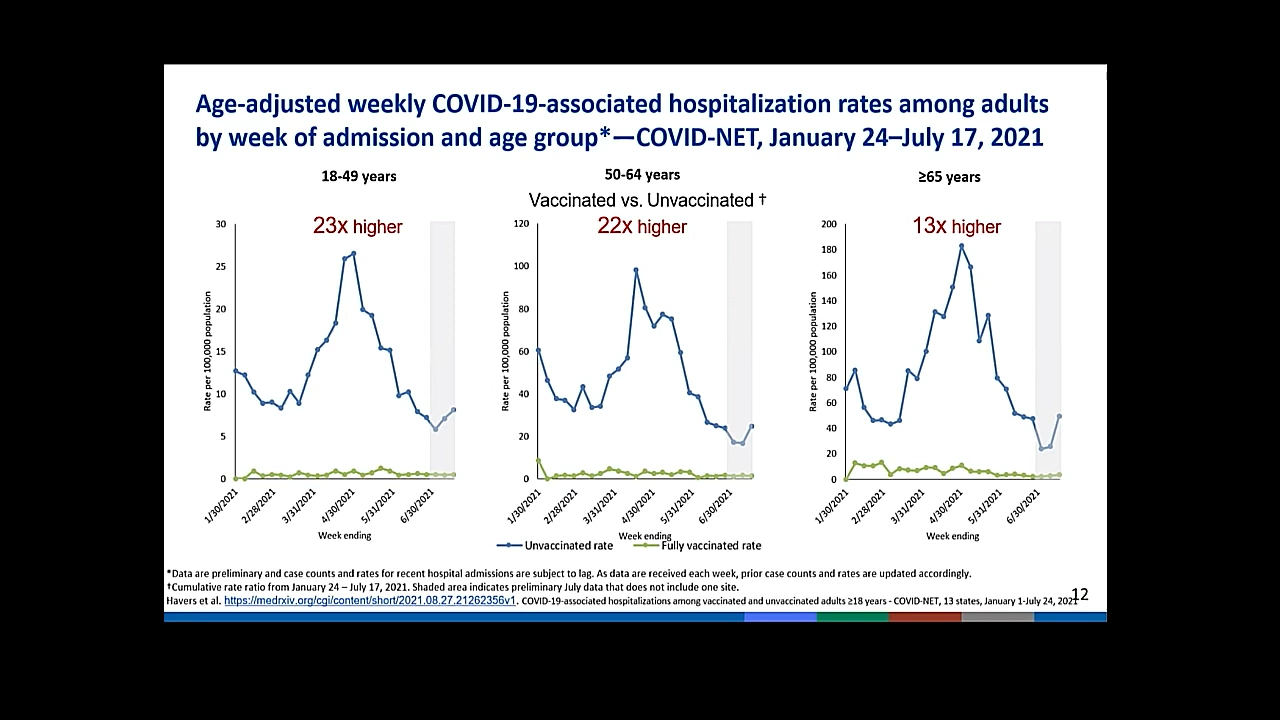 Age-adjusted weekly COVID-19-associated hospitalization rates among adults
by week of admission and age group*—COVID-NET, January 24–July 17, 2021
18-49 years
50-64 years
≥65 years
Vaccinated vs. Unvaccinated †
23x higher
22x higher
13x higher
Rate per 100,000 population
30
25
20
15
10
5
0
1/30/2021
2/28/2021
3/31/2021
4/30/2021
5/31/2021
6/30/2021
Week ending
Rate per 100,000 population
120
100
80
60
40
20
0
1/30/2021
2/28/2021
3/31/2021
4/30/2021
5/31/2021
6/30/2021
Week ending
Rate per 100,000 population
200
180
160
140
120
100
80
60
40
20
0
1/30/2021
2/28/2021
3/31/2021
4/30/2021
5/31/2021
6/30/2021
Week ending
Unvaccinated rate
Fully vaccinated rate
*Data are preliminary and case counts and rates for recent hospital admissions are subject to lag. As data are received each week, prior case counts and rates are updated accordingly.
†Cumulative rate ratio from January 24 – July 17, 2021. Shaded area indicates preliminary July data that does not include one site.
Havers et al. https://medrxiv.org/cgi/content/short/2021.08.27.21262356v1. COVID-19-associated hospitalizations among vaccinated and unvaccinated adults ≥18 years - COVID-NET, 13 states, January 1-July 24, 2021
12